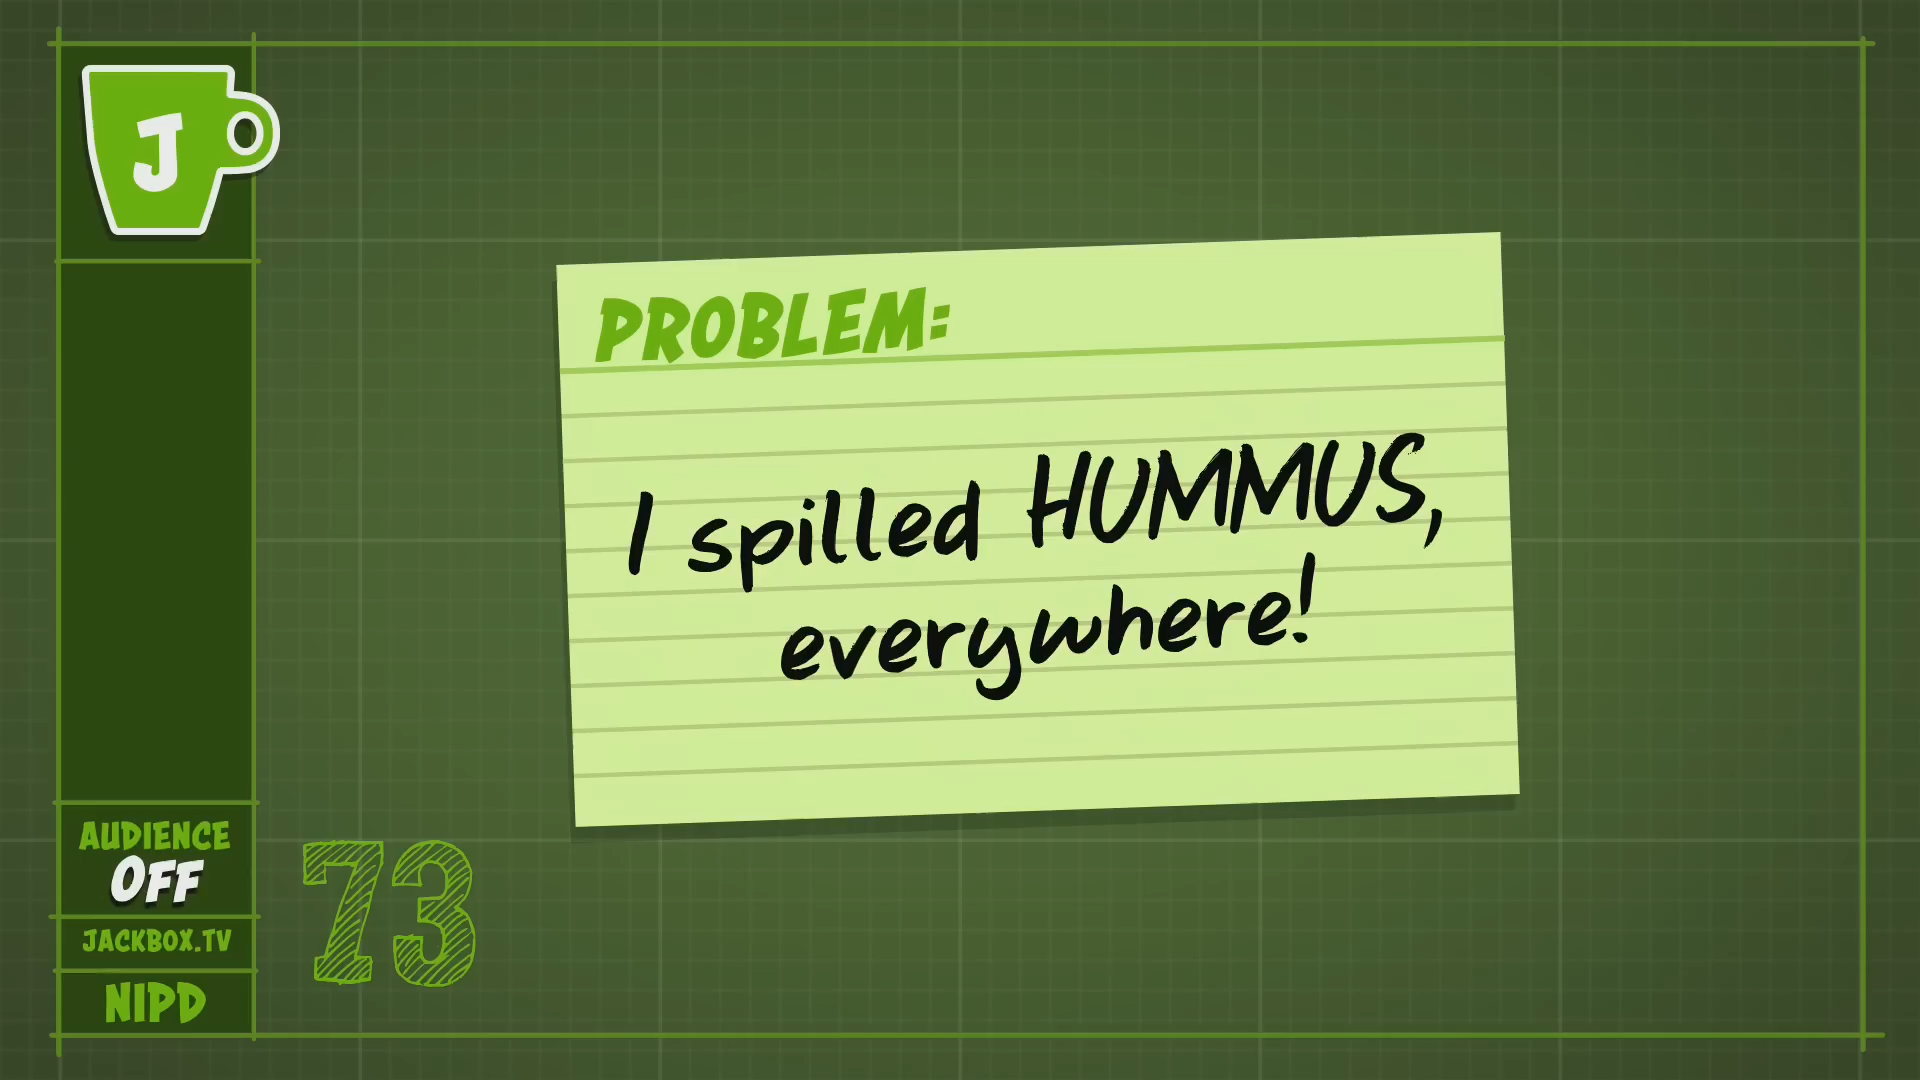 J
PROBLEM:
I spilled HUMMUS,
everywhere!
AUDIENCE
OFF
JACKBOX.TV
NIPD
73